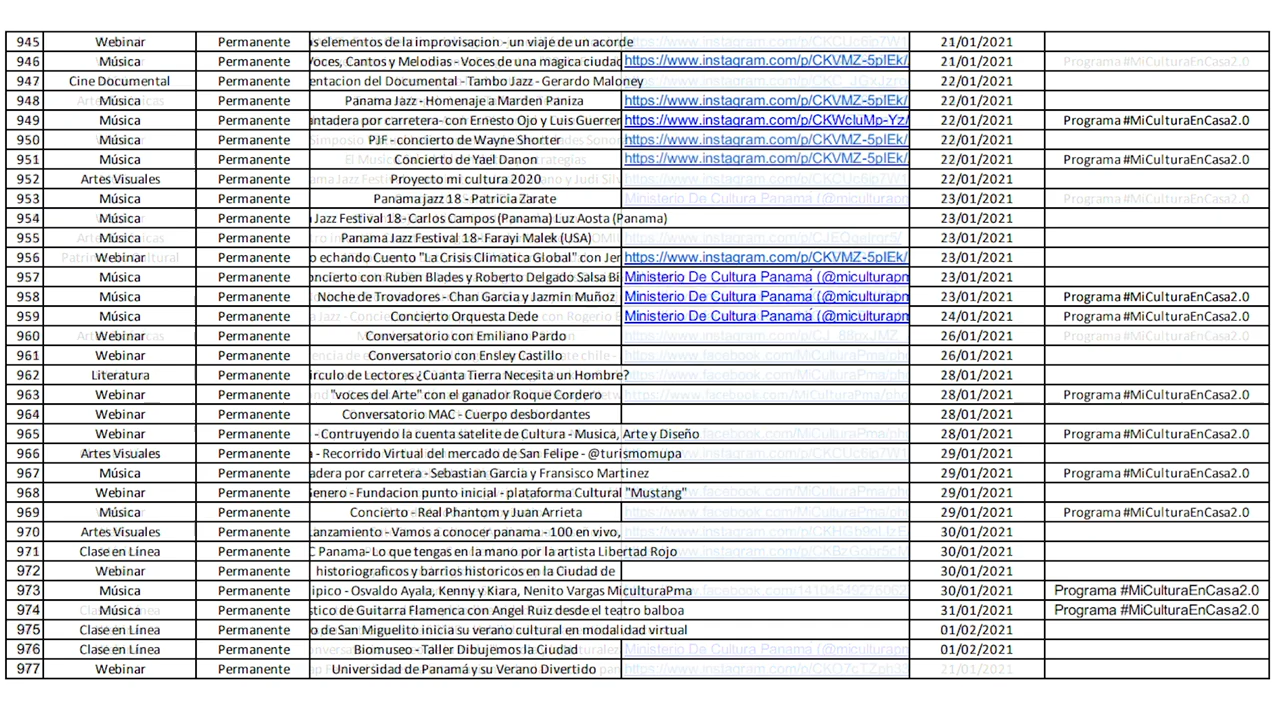 945 Webinar Permanente os elementos de la improvisacion - un viaje de un acorde 21/01/2021
946 Música Permanente Voces, Cantos y Melodias - Voces de una magica ciudad https://www.instagram.com/p/CKVMZ-5pIEk/ 21/01/2021 Programa #MiCulturaEnCasa2.0
947 Cine Documental Permanente entacion del Documental - Tambo Jazz - Gerardo Maloney 22/01/2021
948 Música Permanente Panama Jazz - Homenaje a Marden Paniza https://www.instagram.com/p/CKVMZ-5pIEk/ 22/01/2021
949 Música Permanente antadera por carretera- con Ernesto Ojo y Luis Guerrer https://www.instagram.com/p/CKWcluMp-Yz/ 22/01/2021 Programa #MiCulturaEnCasa2.0
950 Música Permanente PJF - concierto de Wayne Shorter https://www.instagram.com/p/CKVMZ-5pIEk/ 22/01/2021
951 Música Permanente Concierto de Yael Danon https://www.instagram.com/p/CKVMZ-5pIEk/ 22/01/2021 Programa #MiCulturaEnCasa2.0
952 Artes Visuales Permanente Proyecto mi cultura 2020 22/01/2021
953 Música Permanente Panama jazz 18 - Patricia Zarate Ministerio De Cultura Panamá (@miculturapm 23/01/2021 Programa #MiCulturaEnCasa2.0
954 Webinar Permanente Jazz Festival 18- Carlos Campos (Panama) Luz Aosta (Panama) 23/01/2021
955 Música Permanente Panama Jazz Festival 18- Farayi Malek (USA) 23/01/2021
956 Webinar Permanente o echando Cuento "La Crisis Climatica Global" con Jer https://www.instagram.com/p/CKVMZ-5pIEk/ 23/01/2021
957 Música Permanente oncierto con Ruben Blades y Roberto Delgado Salsa Bi Ministerio De Cultura Panamá (@miculturapm 23/01/2021
958 Música Permanente Noche de Trovadores - Chan Garcia y Jazmin Muñoz Ministerio De Cultura Panamá (@miculturapm 23/01/2021 Programa #MiCulturaEnCasa2.0
959 Música Permanente Concierto Orquesta Dede Ministerio De Cultura Panamá (@miculturapm 24/01/2021 Programa #MiCulturaEnCasa2.0
960 Webinar Permanente Conversatorio con Emiliano Pardo 26/01/2021
961 Webinar Permanente Conversatorio con Ensley Castillo 26/01/2021
962 Literatura Permanente irculo de Lectores ¿Cuanta Tierra Necesita un Hombre? 28/01/2021
963 Webinar Permanente "voces del Arte" con el ganador Roque Cordero 28/01/2021 Programa #MiCulturaEnCasa2.0
964 Webinar Permanente Conversatorio MAC - Cuerpo desbordantes 28/01/2021
965 Webinar Permanente - Contruyendo la cuenta satelite de Cultura - Musica, Arte y Diseño 28/01/2021 Programa #MiCulturaEnCasa2.0
966 Artes Visuales Permanente a - Recorrido Virtual del mercado de San Felipe - @turismomupa 29/01/2021
967 Música Permanente adera por carretera - Sebastian Garcia y Fransisco Martinez 29/01/2021 Programa #MiCulturaEnCasa2.0
968 Webinar Permanente Genero - Fundacion punto inicial - plataforma Cultural "Mustang" 29/01/2021
969 Música Permanente Concierto - Real Phantom y Juan Arrieta 29/01/2021 Programa #MiCulturaEnCasa2.0
970 Artes Visuales Permanente Lanzamiento - Vamos a conocer panama - 100 en vivo, 30/01/2021
971 Clase en Línea Permanente C Panama- Lo que tengas en la mano por la artista Libertad Rojo 30/01/2021
972 Webinar Permanente historiograficos y barrios historicos en la Ciudad de 30/01/2021
973 Música Permanente ipico - Osvaldo Ayala, Kenny y Kiara, Nenito Vargas MiculturaPma 30/01/2021 Programa #MiCulturaEnCasa2.0
974 Música Permanente stico de Guitarra Flamenca con Angel Ruiz desde el teatro balboa 31/01/2021 Programa #MiCulturaEnCasa2.0
975 Clase en Línea Permanente o de San Miguelito inicia su verano cultural en modalidad virtual 01/02/2021
976 Clase en Línea Permanente Biomuseo - Taller Dibujemos la Ciudad Ministerio De Cultura Panamá (@miculturapm 01/02/2021
977 Webinar Permanente Universidad de Panamá y su Verano Divertido 21/01/2021